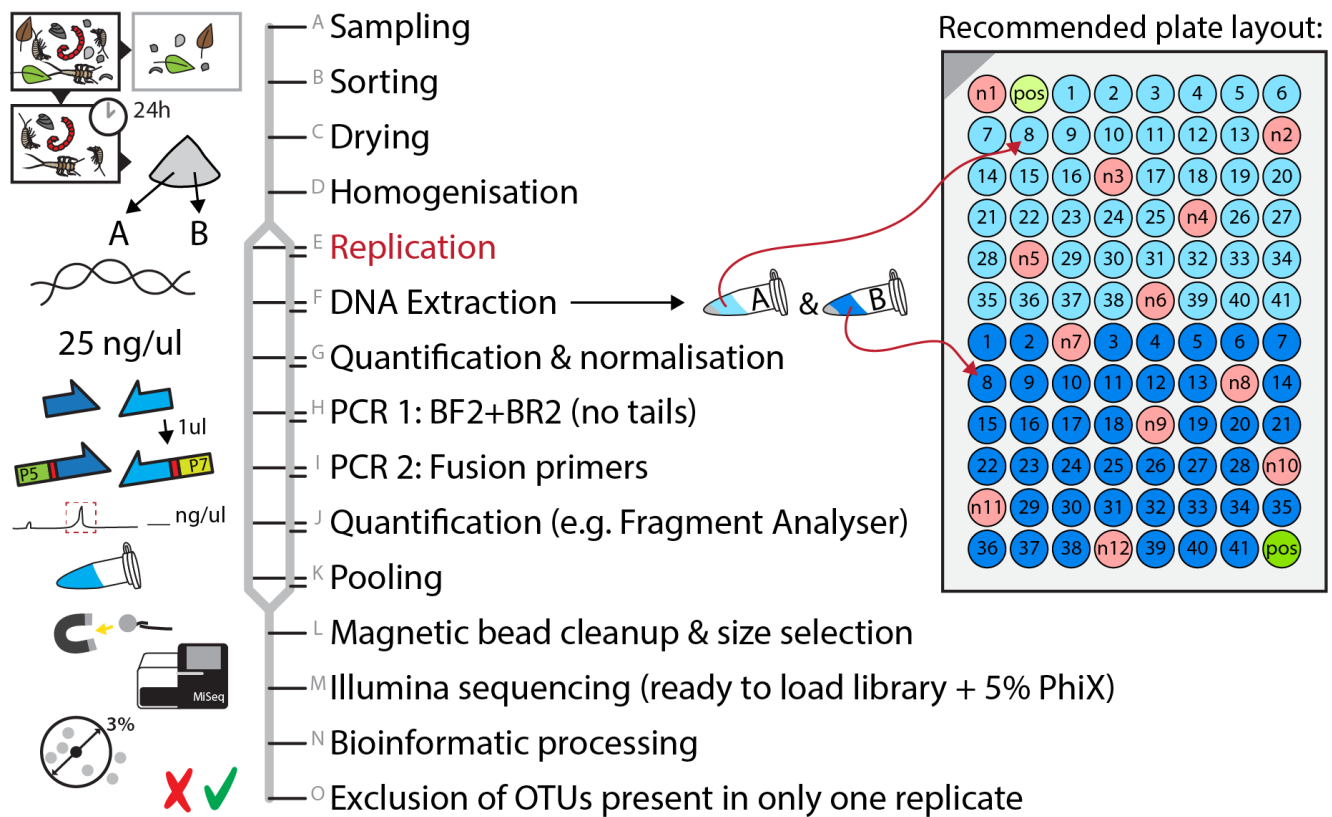 A Sampling
B Sorting
C Drying
D Homogenisation
E Replication
F DNA Extraction
G Quantification & normalisation
H PCR 1: BF2+BR2 (no tails)
I PCR 2: Fusion primers
J Quantification (e.g. Fragment Analyser)
K Pooling
L Magnetic bead cleanup & size selection
M Illumina sequencing (ready to load library + 5% PhiX)
N Bioinformatic processing
O Exclusion of OTUs present in only one replicate
24h
A B
25 ng/ul
1ul
P5 P7
__ ng/ul
MiSeq
3%
A & B
Recommended plate layout:
n1 pos 1 2 3 4 5 6
7 8 9 10 11 12 13 n2
14 15 16 n3 17 18 19 20
21 22 23 24 25 n4 26 27
28 n5 29 30 31 32 33 34
35 36 37 38 n6 39 40 41
1 2 n7 3 4 5 6 7
8 9 10 11 12 13 n8 14
15 16 17 18 n9 19 20 21
22 23 24 25 26 27 28 n10
n11 29 30 31 32 33 34 35
36 37 38 n12 39 40 41 pos